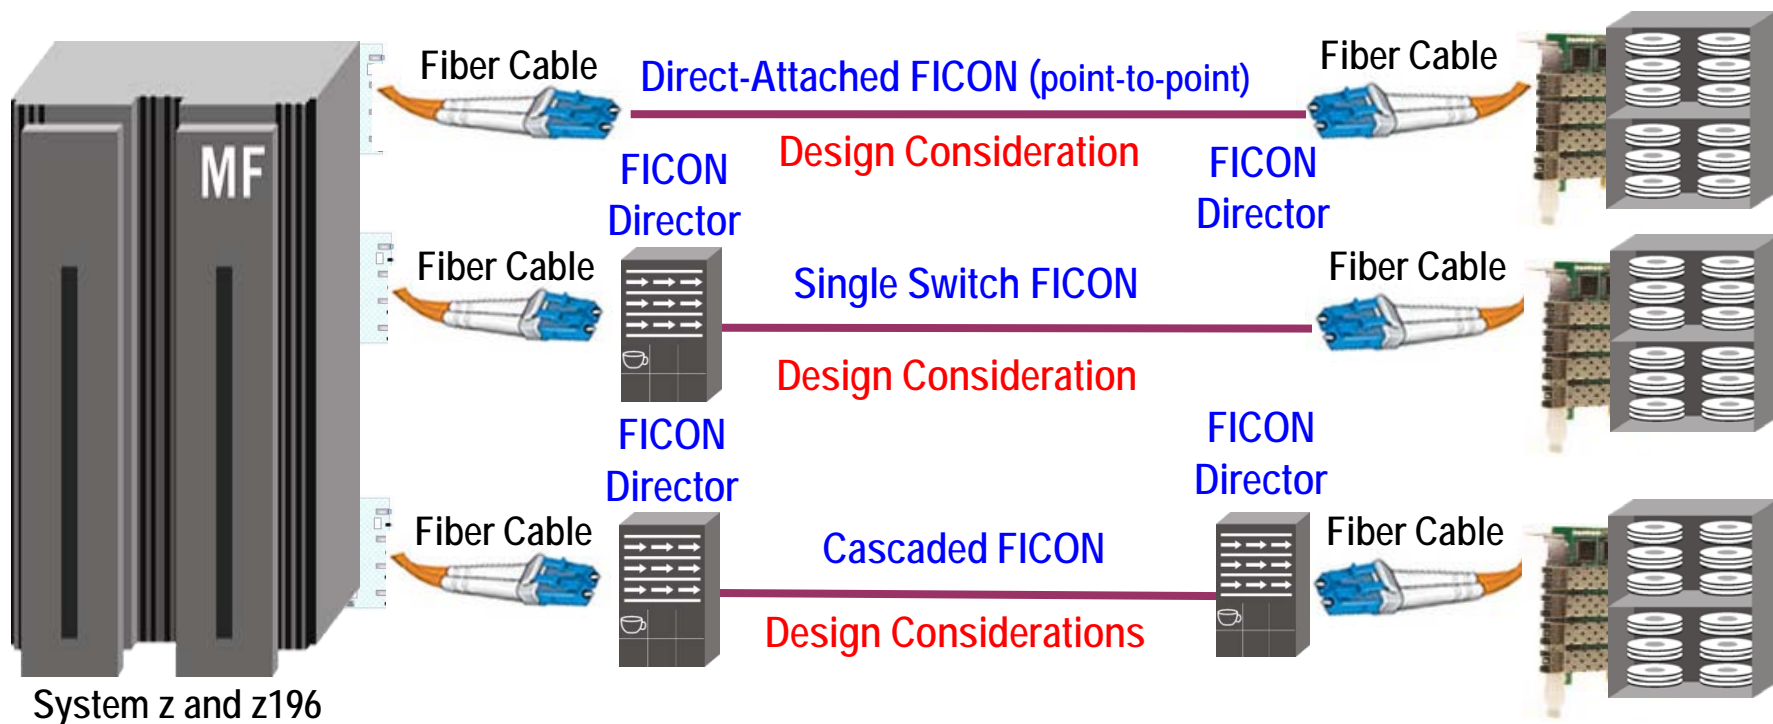 Fiber Cable
Direct-Attached FICON (point-to-point)
Fiber Cable
Design Consideration
MF
FICON
Director
FICON
Director
Fiber Cable
Single Switch FICON
Fiber Cable
Design Consideration
FICON
Director
FICON
Director
Fiber Cable
Cascaded FICON
Fiber Cable
Design Considerations
System z and z196